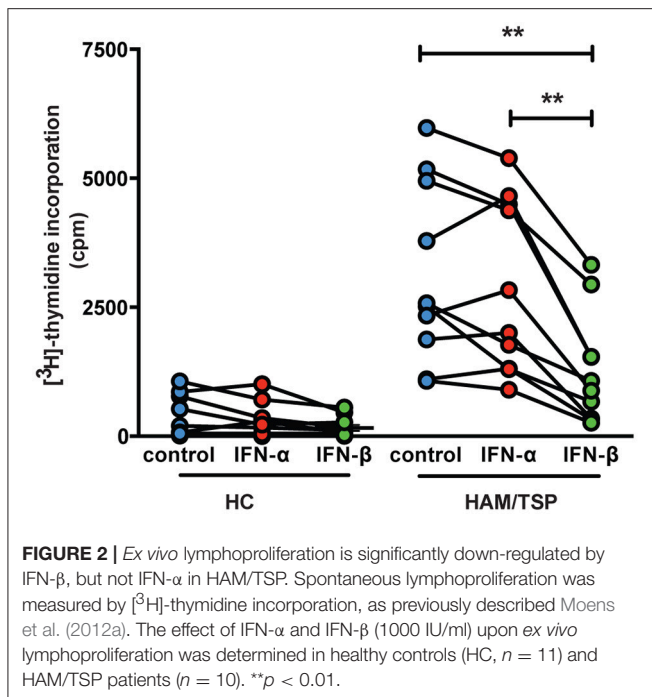 7500
**
**
5000
2500
0
[³H]-thymidine incorporation
(cpm)
control IFN-α IFN-β control IFN-α IFN-β
HC HAM/TSP
FIGURE 2 | Ex vivo lymphoproliferation is significantly down-regulated by
IFN-β, but not IFN-α in HAM/TSP. Spontaneous lymphoproliferation was
measured by [³H]-thymidine incorporation, as previously described Moens
et al. (2012a). The effect of IFN-α and IFN-β (1000 IU/ml) upon ex vivo
lymphoproliferation was determined in healthy controls (HC, n = 11) and
HAM/TSP patients (n = 10). **p < 0.01.